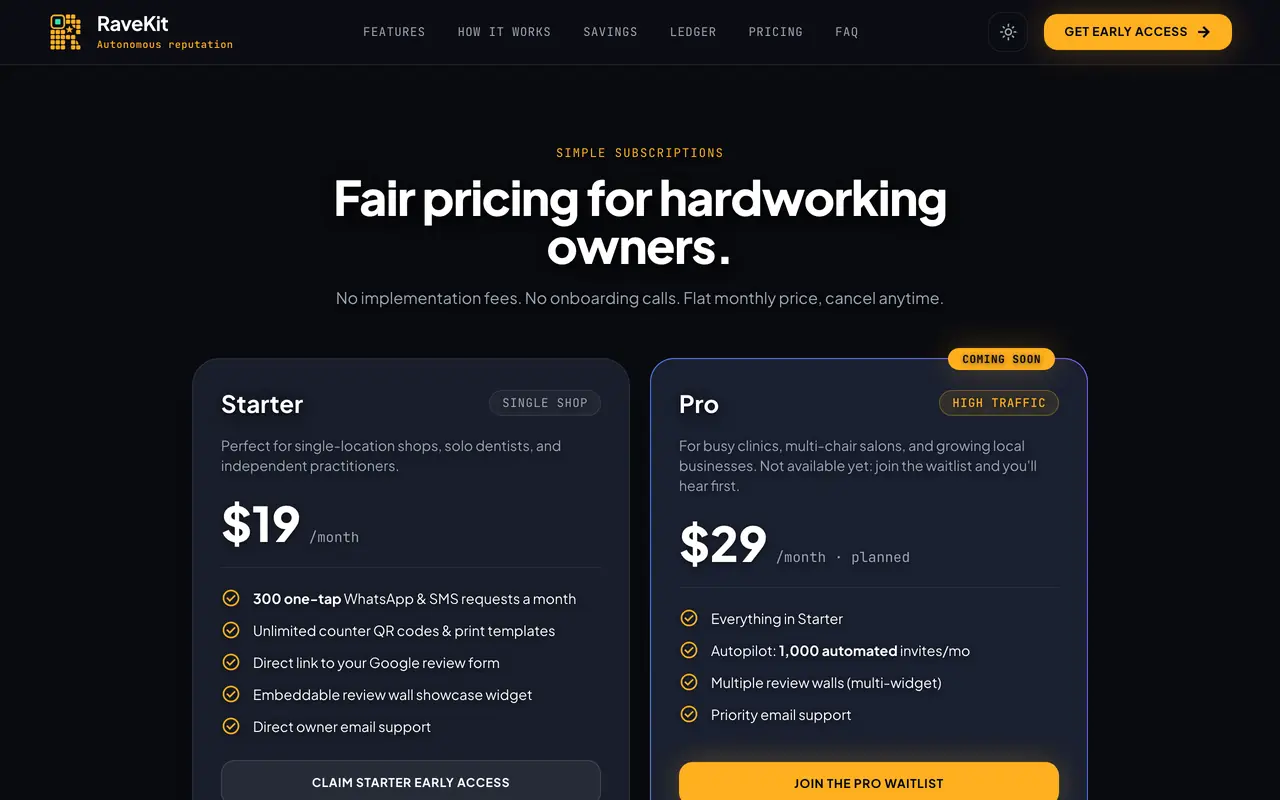 RaveKit
Autonomous reputation
FEATURES
HOW IT WORKS
SAVINGS
LEDGER
PRICING
FAQ
GET EARLY ACCESS →
SIMPLE SUBSCRIPTIONS
Fair pricing for hardworking
owners.
No implementation fees. No onboarding calls. Flat monthly price, cancel anytime.
Starter
SINGLE SHOP
Perfect for single-location shops, solo dentists, and
independent practitioners.
$19 /month
300 one-tap WhatsApp & SMS requests a month
Unlimited counter QR codes & print templates
Direct link to your Google review form
Embeddable review wall showcase widget
Direct owner email support
CLAIM STARTER EARLY ACCESS
COMING SOON
Pro
HIGH TRAFFIC
For busy clinics, multi-chair salons, and growing local
businesses. Not available yet: join the waitlist and you'll
hear first.
$29 /month · planned
Everything in Starter
Autopilot: 1,000 automated invites/mo
Multiple review walls (multi-widget)
Priority email support
JOIN THE PRO WAITLIST